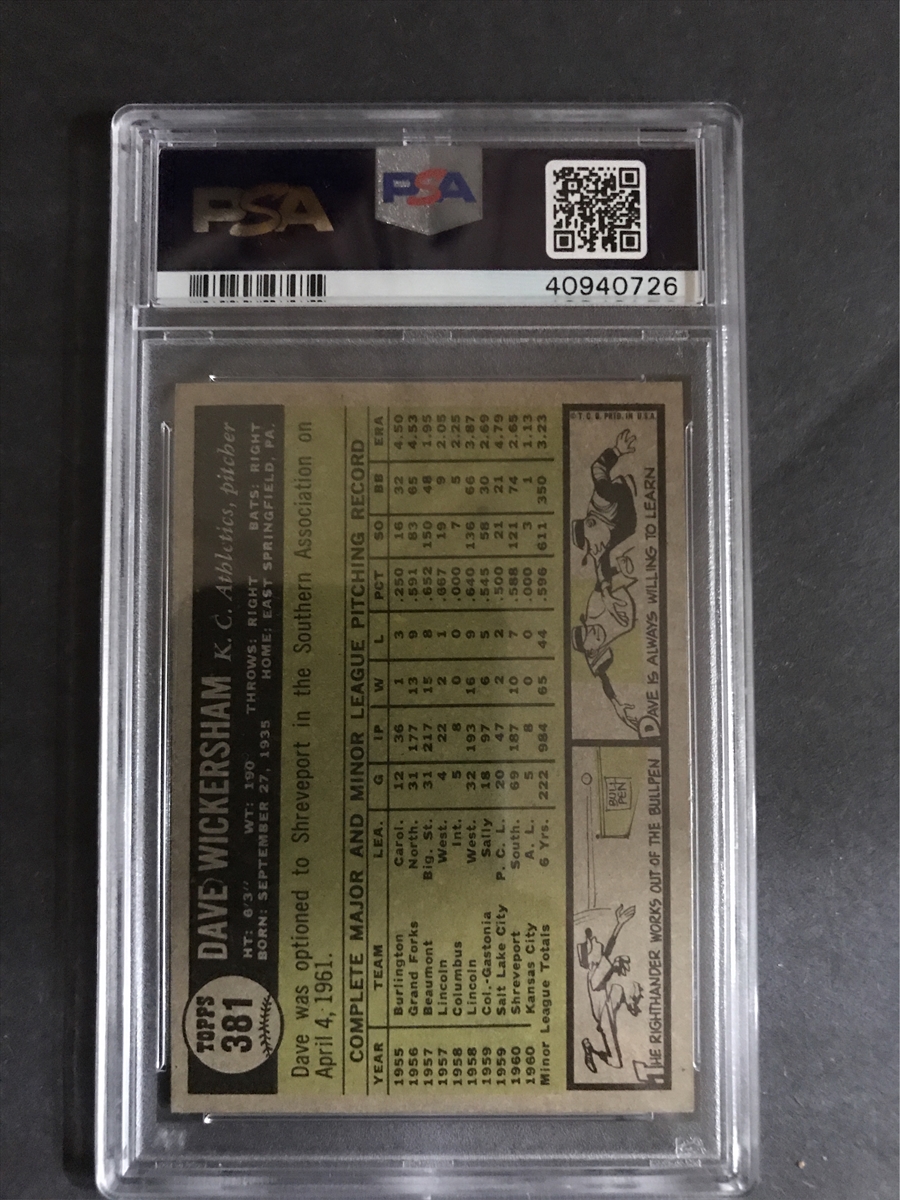 PSA
PSA
40940726
TOPPS
381
DAVE WICKERSHAM K. C. Athletics, pitcher
HT: 6'3" WT: 190 THROWS: RIGHT BATS: RIGHT
BORN: SEPTEMBER 27, 1935 HOME: EAST SPRINGFIELD, PA.
Dave was optioned to Shreveport in the Southern Association on
April 4, 1961.
COMPLETE MAJOR AND MINOR LEAGUE PITCHING RECORD
YEAR TEAM LEA. G IP W L PCT SO BB ERA
1955 Burlington Carol. 12 36 1 3 .250 16 32 4.50
1956 Grand Forks North. 31 177 13 9 .591 83 65 4.53
1957 Beaumont Big. St. 31 217 15 8 .652 150 48 1.95
1957 Lincoln West. 4 22 2 1 .667 19 9 2.05
1958 Columbus Int. 5 8 0 0 .000 7 5 2.25
1958 Lincoln West. 32 193 16 9 .640 136 66 3.87
1959 Col.-Gastonia Sally 18 97 6 5 .545 58 30 2.69
1959 Salt Lake City P. C. L. 20 47 2 2 .500 21 21 4.79
1960 Shreveport South. 69 187 10 7 .588 121 74 2.65
1960 Kansas City A. L. 5 8 0 0 .000 3 1 1.13
Minor League Totals 6 Yrs. 222 984 65 44 .596 611 350 3.23
BULL
PEN
THE RIGHTHANDER WORKS OUT OF THE BULLPEN
DAVE IS ALWAYS WILLING TO LEARN
© T. C. G. PRTD. IN U.S.A.